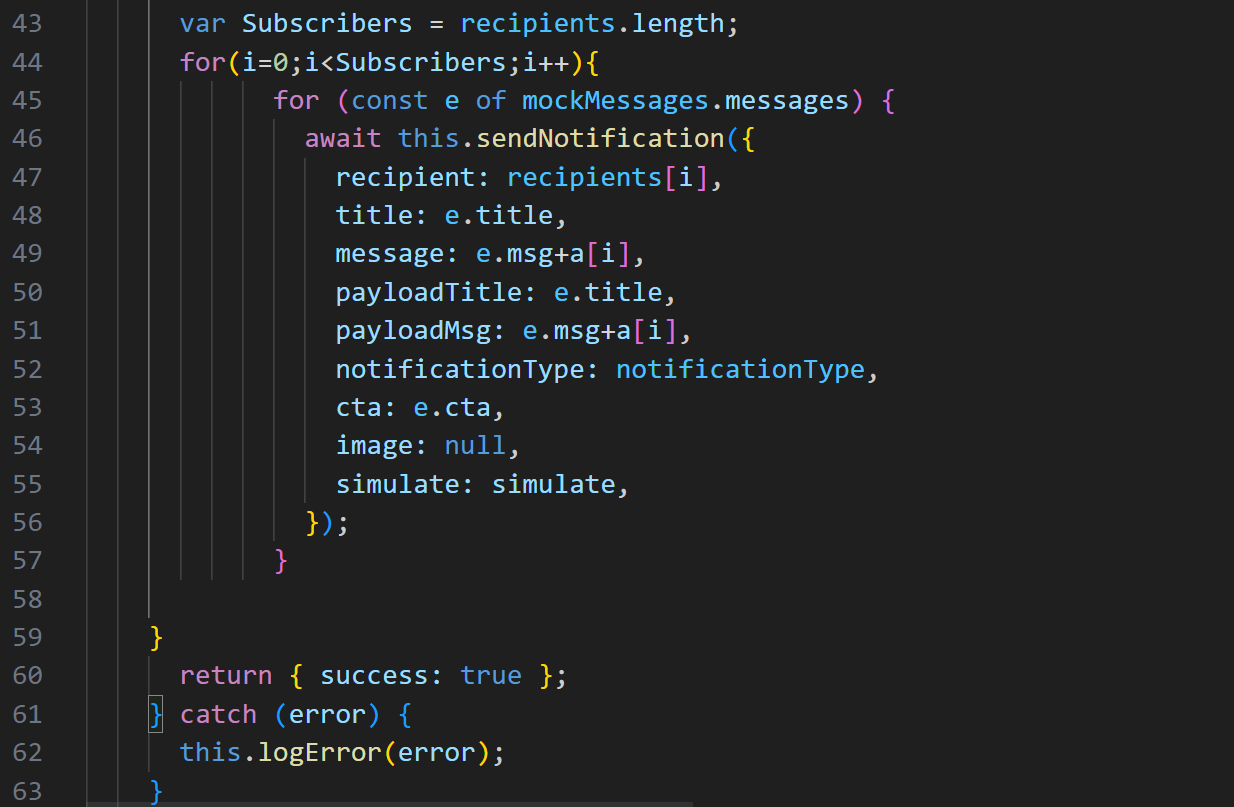 43 var Subscribers = recipients.length;
44 for(i=0;i<Subscribers;i++){
45 for (const e of mockMessages.messages) {
46 await this.sendNotification({
47 recipient: recipients[i],
48 title: e.title,
49 message: e.msg+a[i],
50 payloadTitle: e.title,
51 payloadMsg: e.msg+a[i],
52 notificationType: notificationType,
53 cta: e.cta,
54 image: null,
55 simulate: simulate,
56 });
57 }
58
59 }
60 return { success: true };
61 } catch (error) {
62 this.logError(error);
63 }